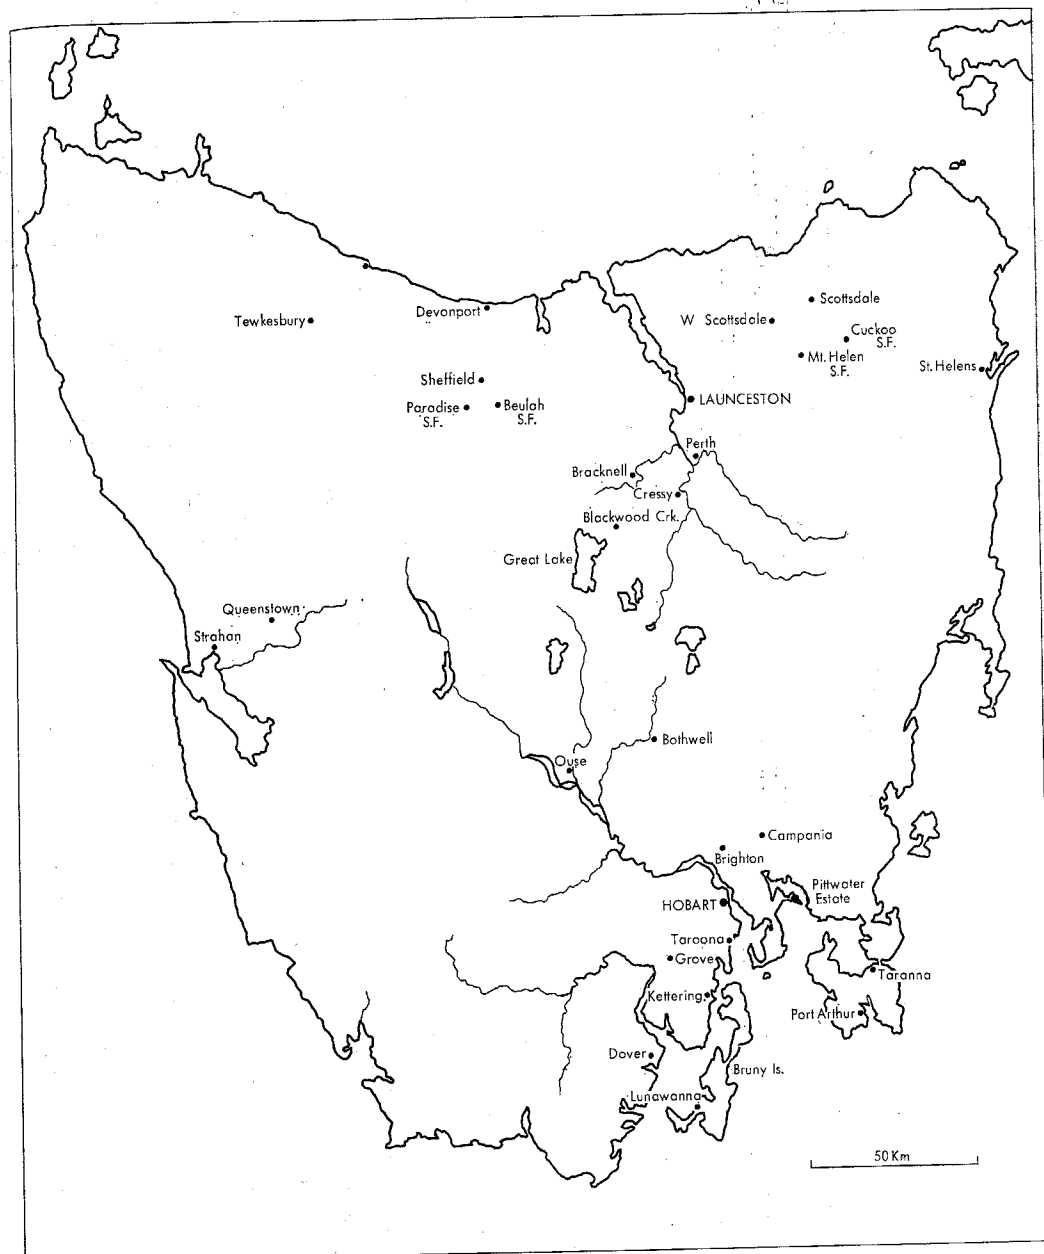 Scottsdale
Devonport
Tewkesbury
W Scottsdale
Cuckoo
S.F.
Mt. Helen
S.F.
St. Helens
Sheffield
LAUNCESTON
Paradise
S.F.
Beulah
S.F.
Perth
Bracknell
Cressy
Blackwood Crk.
Great Lake
Queenstown
Strahan
Bothwell
Ouse
Campania
Brighton
Pittwater
Estate
HOBART
Taroona
Grove
Taranna
Kettering
Port Arthur
Dover
Bruny Is.
Lunawanna
50 Km